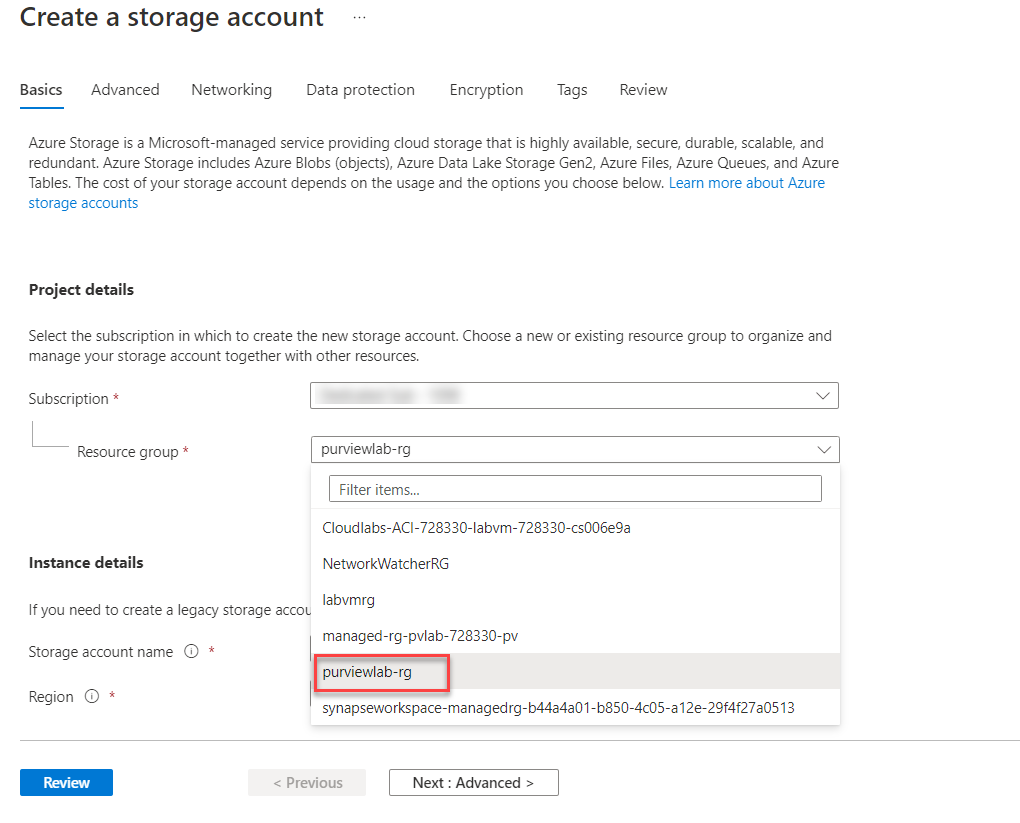 Create a storage account ...
Basics Advanced Networking Data protection Encryption Tags Review
Azure Storage is a Microsoft-managed service providing cloud storage that is highly available, secure, durable, scalable, and
redundant. Azure Storage includes Azure Blobs (objects), Azure Data Lake Storage Gen2, Azure Files, Azure Queues, and Azure
Tables. The cost of your storage account depends on the usage and the options you choose below. Learn more about Azure
storage accounts
Project details
Select the subscription in which to create the new storage account. Choose a new or existing resource group to organize and
manage your storage account together with other resources.
Subscription *
Resource group * purviewlab-rg
Filter items...
Cloudlabs-ACI-728330-labvm-728330-cs006e9a
NetworkWatcherRG
labvmrg
managed-rg-pvlab-728330-pv
purviewlab-rg
synapseworkspace-managedrg-b44a4a01-b850-4c05-a12e-29f4f27a0513
Instance details
If you need to create a legacy storage accou
Storage account name *
Region *
Review < Previous Next : Advanced >